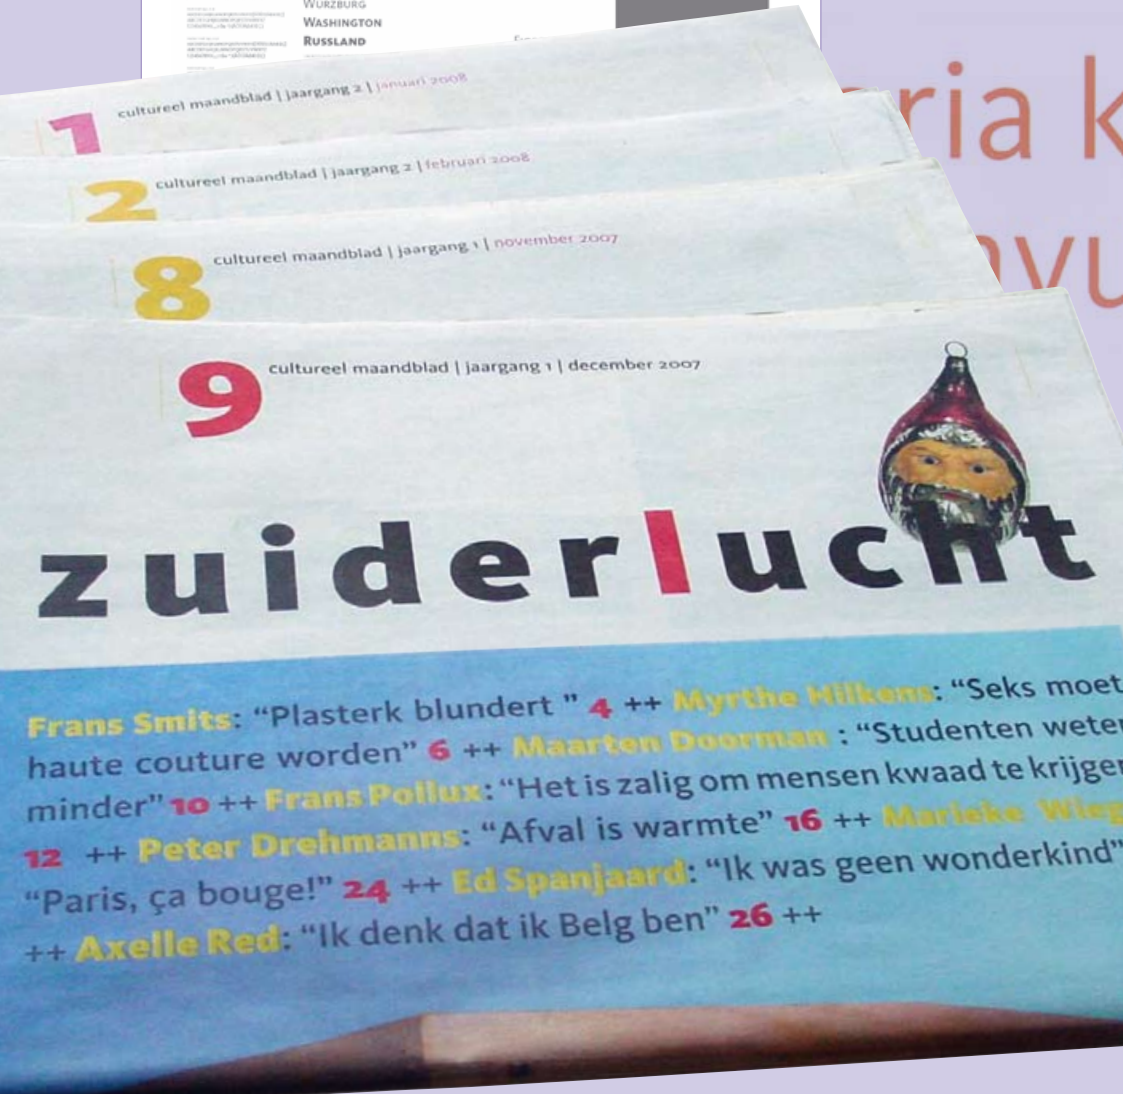 WÜRZBURG
WASHINGTON
RUSSLAND
ria k
avu
1 cultureel maandblad | jaargang 2 | januari 2008
2 cultureel maandblad | jaargang 2 | februari 2008
8 cultureel maandblad | jaargang 1 | november 2007
9 cultureel maandblad | jaargang 1 | december 2007
zuiderlucht
Frans Smits: “Plasterk blundert ” 4 ++ Myrthe Hilkens: “Seks moet
haute couture worden” 6 ++ Maarten Doorman : “Studenten weten
minder” 10 ++ Frans Pollux: “Het is zalig om mensen kwaad te krijgen
12 ++ Peter Drehmanns: “Afval is warmte” 16 ++ Marieke Wieg
“Paris, ça bouge!” 24 ++ Ed Spanjaard: “Ik was geen wonderkind”
++ Axelle Red: “Ik denk dat ik Belg ben” 26 ++